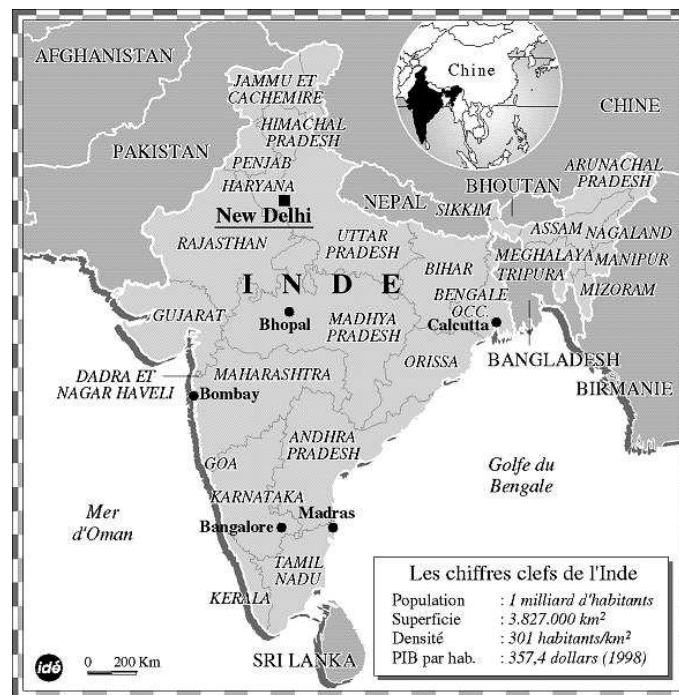 AFGHANISTAN
JAMMU ET
CACHEMIRE
Chine
CHINE
HIMACHAL
PRADESH
PAKISTAN
PENJAB
HARYANA
New Delhi
ARUNACHAL
PRADESH
BHOUTAN
NEPAL
SIKKIM
RAJASTHAN
UTTAR
PRADESH
ASSAM
NAGALAND
BIHAR
MEGHALAYA
MANIPUR
TRIPURA
MIZORAM
INDE
BENGALE
OCC.
GUJARAT
Bhopal
MADHYA
PRADESH
Calcutta
BANGLADESH
ORISSA
DADRA ET
NAGAR HAVELI
MAHARASHTRA
BIRMANIE
Bombay
ANDHRA
PRADESH
GOA
Golfe du
Bengale
KARNATAKA
Mer
d'Oman
Madras
Bangalore
TAMIL
NADU
KERALA
SRI LANKA
idé
0 200 Km
Les chiffres clefs de l'Inde
Population : 1 milliard d'habitants
Superficie : 3.827.000 km²
Densité : 301 habitants/km²
PIB par hab. : 357,4 dollars (1998)